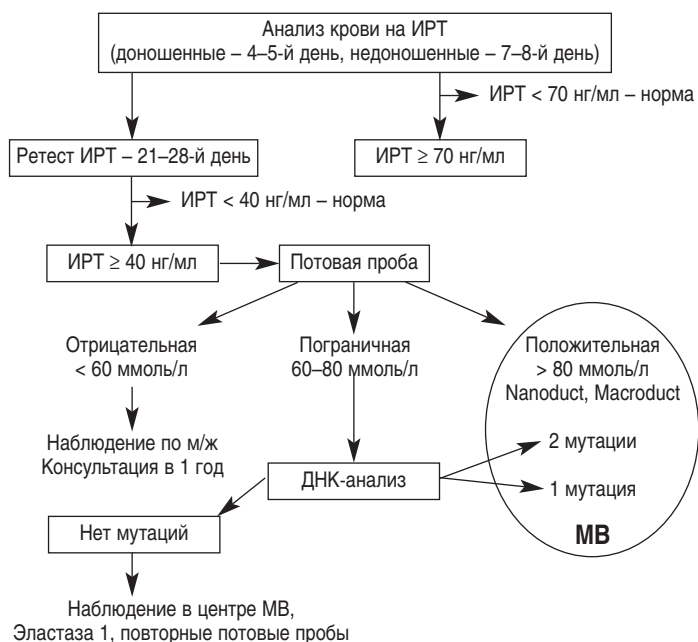 Анализ крови на ИРТ
(доношенные – 4–5-й день, недоношенные – 7–8-й день)
ИРТ < 70 нг/мл – норма
Ретест ИРТ – 21–28-й день
ИРТ ≥ 70 нг/мл
ИРТ < 40 нг/мл – норма
ИРТ ≥ 40 нг/мл
Потовая проба
Отрицательная
< 60 ммоль/л
Пограничная
60–80 ммоль/л
Положительная
> 80 ммоль/л
Nanoduct, Macroduct
Наблюдение по м/ж
Консультация в 1 год
2 мутации
ДНК-анализ
1 мутация
Нет мутаций
МВ
Наблюдение в центре МВ,
Эластаза 1, повторные потовые пробы